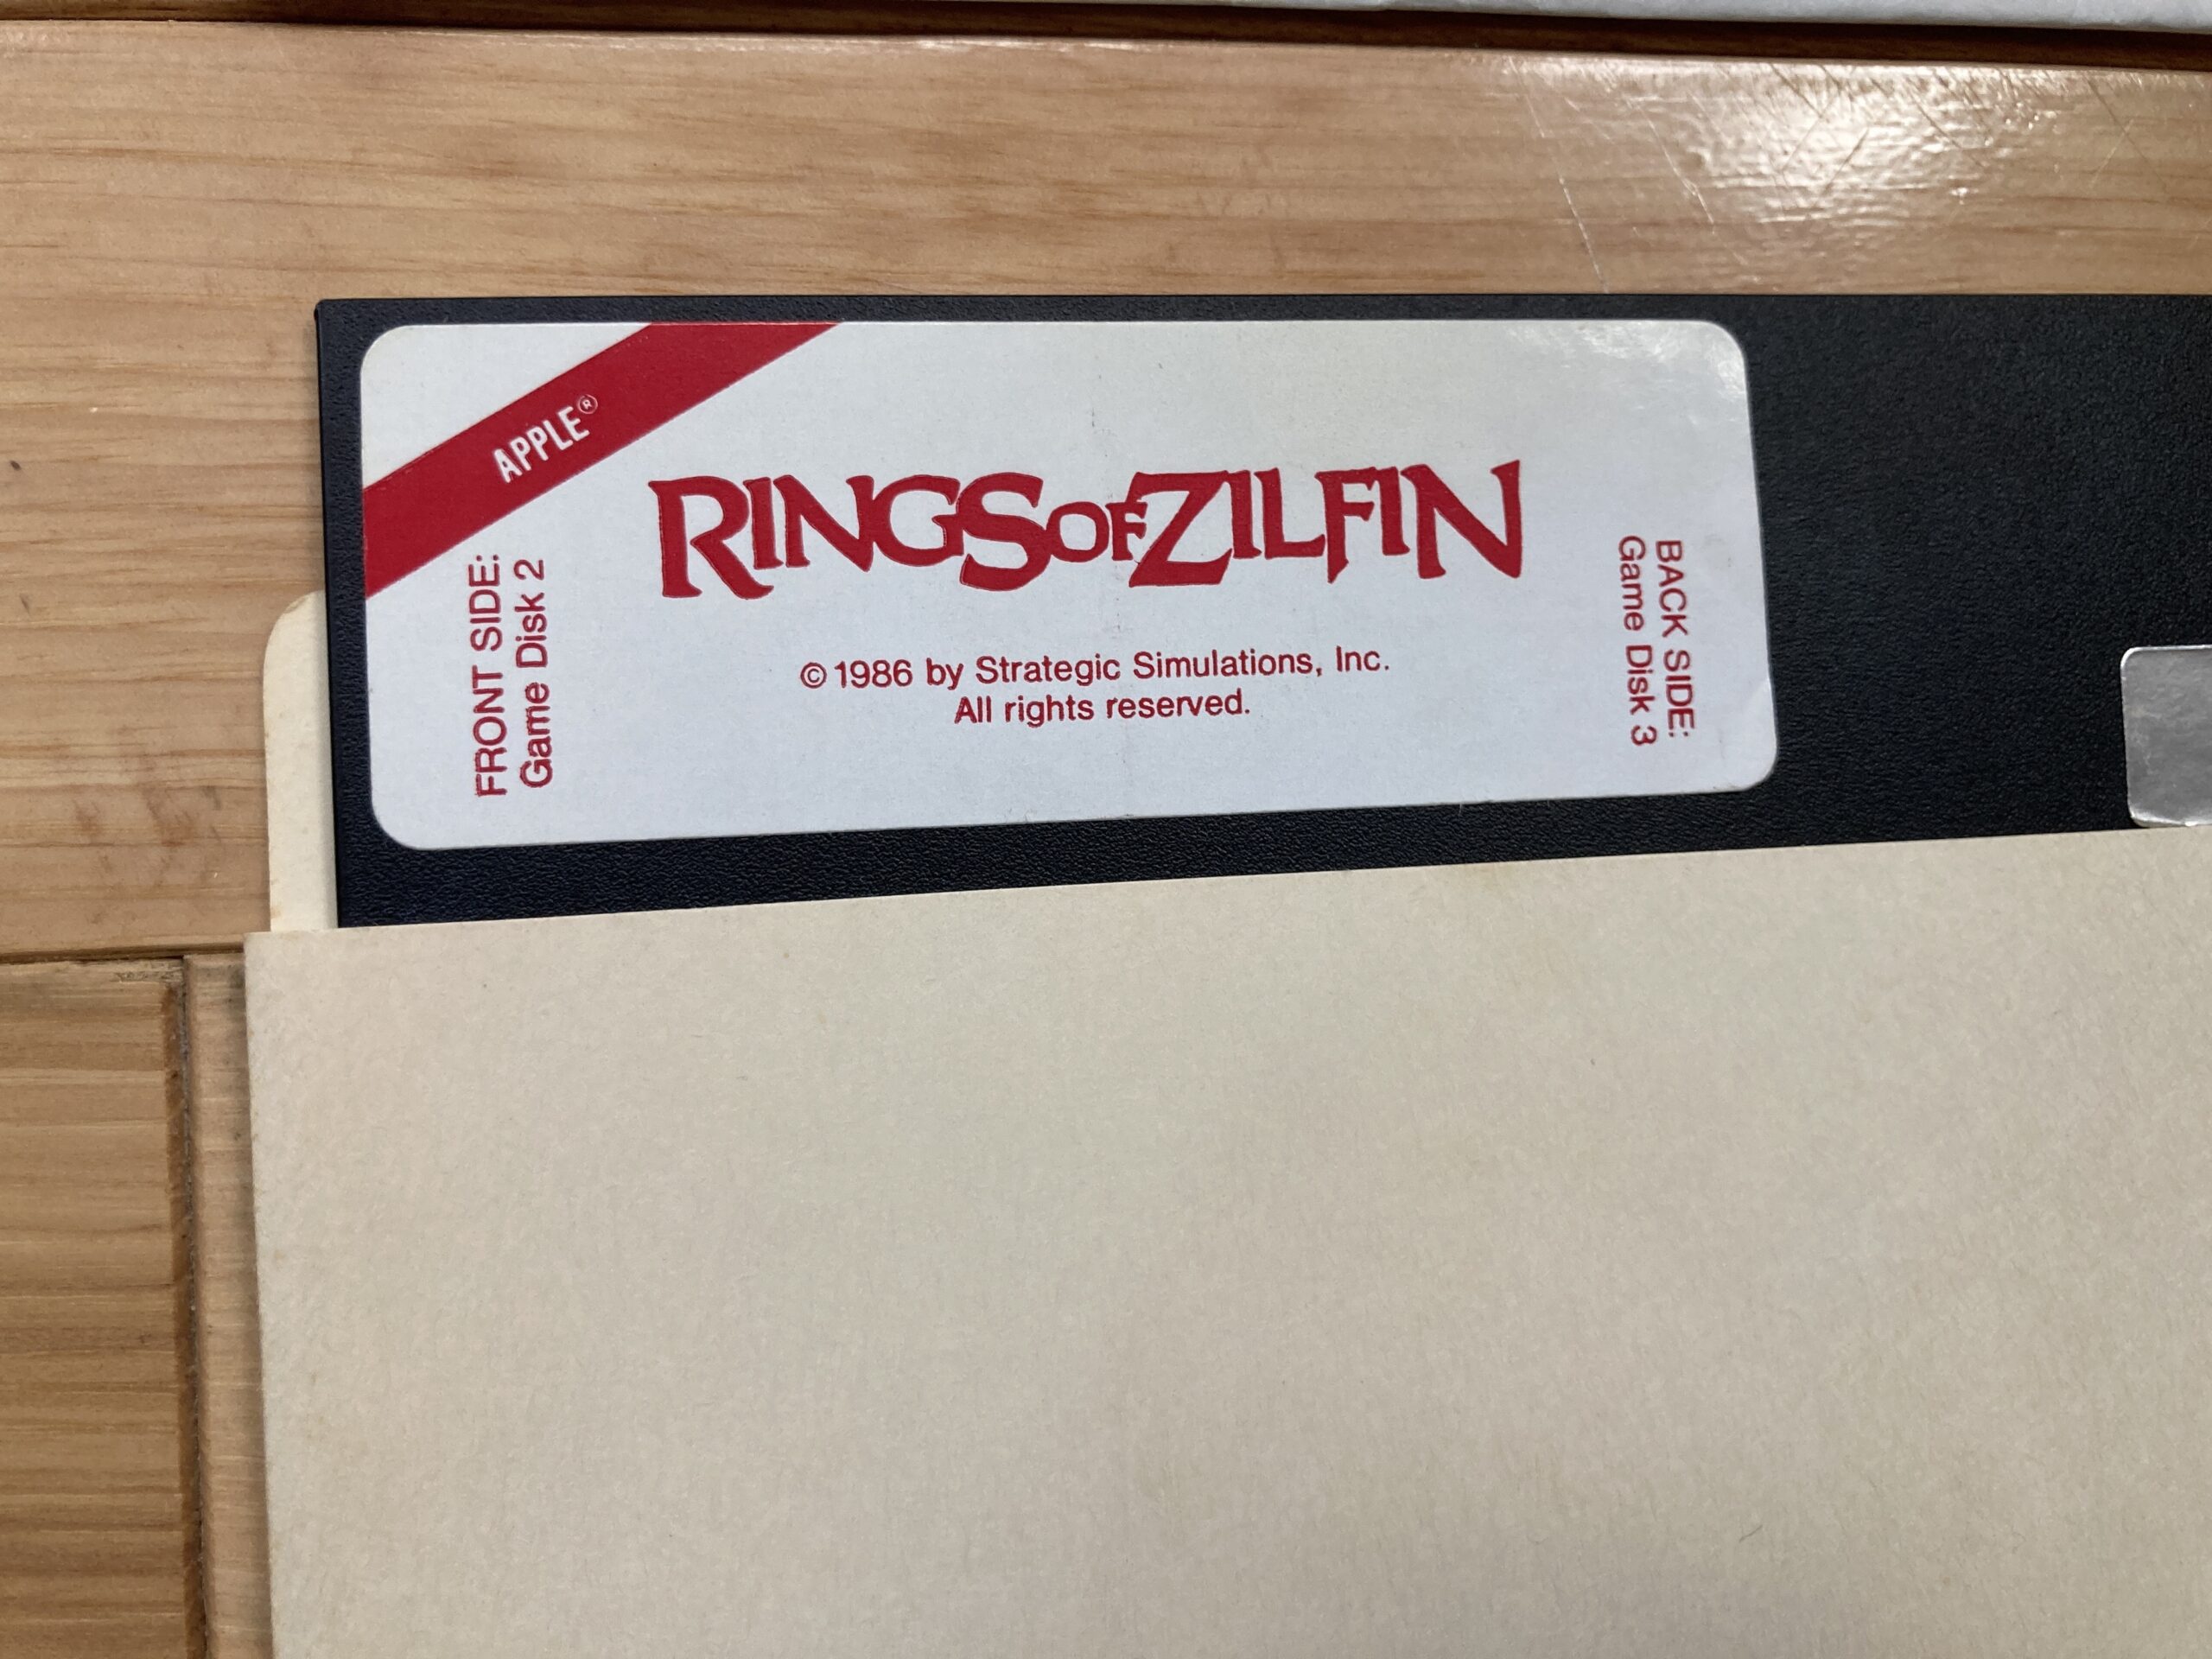 APPLE®
RINGS OF ZILFIN
FRONT SIDE:
Game Disk 2
© 1986 by Strategic Simulations, Inc.
All rights reserved.
BACK SIDE:
Game Disk 3